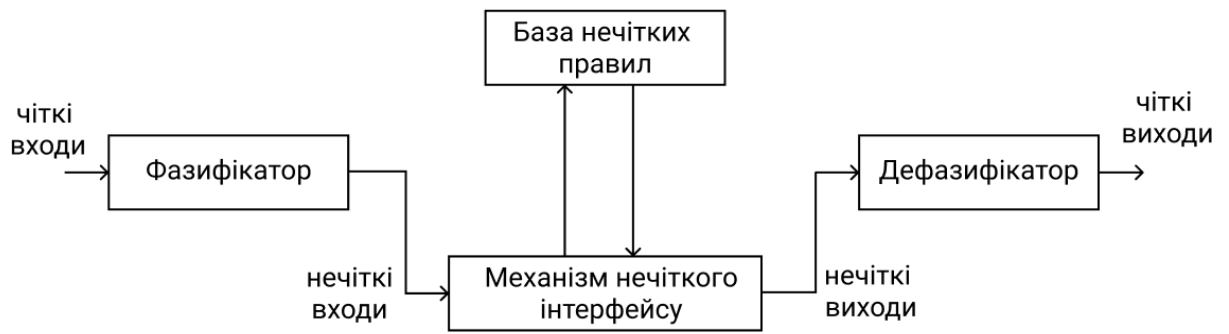 База нечітких
правил
чіткі
входи
чіткі
виходи
Фазифікатор
Дефазифікатор
нечіткі
входи
Механізм нечіткого
інтерфейсу
нечіткі
виходи